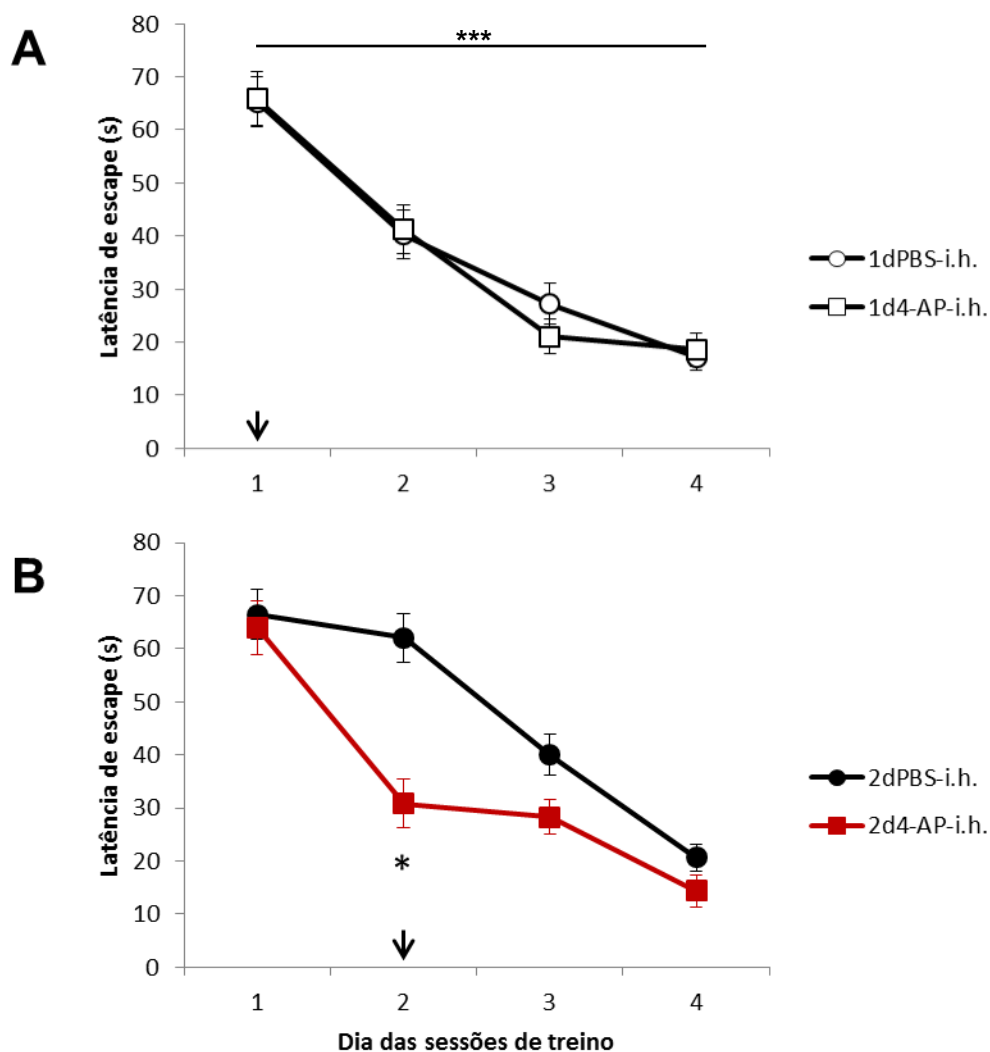 A
***
80
70
60
50
40
30
20
10
0
Latência de escape (s)
1 2 3 4
1dPBS-i.h.
1d4-AP-i.h.
B
80
70
60
50
40
30
20
10
0
Latência de escape (s)
*
1 2 3 4
Dia das sessões de treino
2dPBS-i.h.
2d4-AP-i.h.